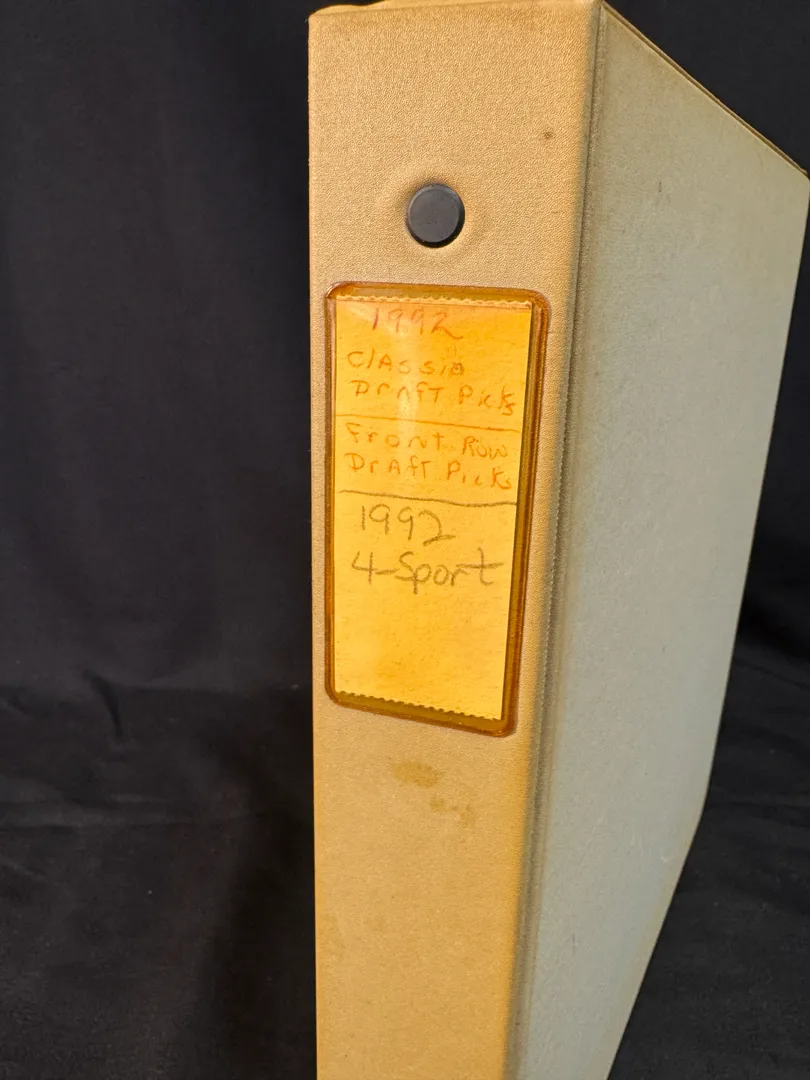 1992
Classic
Draft Picks
Front Row
Draft Picks
1992
4-Sport